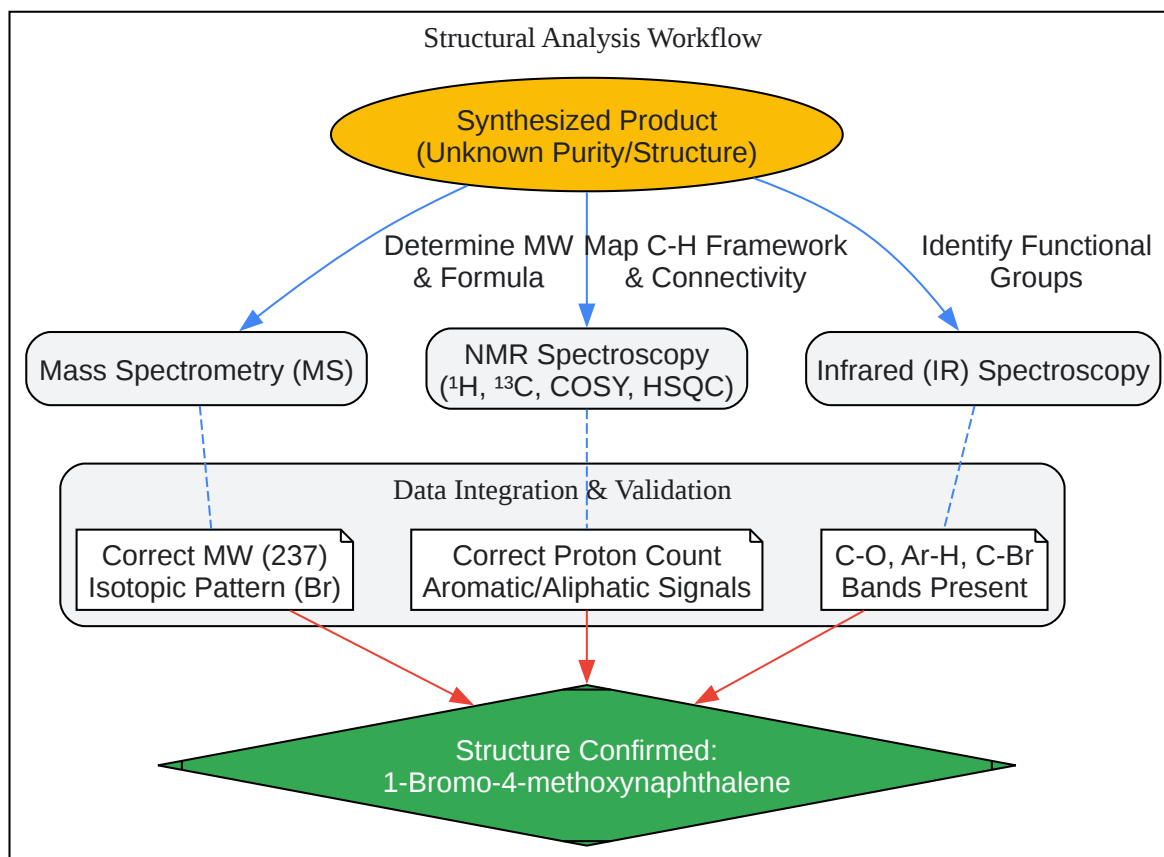 Structural Analysis Workflow
Synthesized Product
(Unknown Purity/Structure)
Determine MW
& Formula
Map C-H Framework
& Connectivity
Identify Functional
Groups
Mass Spectrometry (MS)
NMR Spectroscopy
(¹H, ¹³C, COSY, HSQC)
Infrared (IR) Spectroscopy
Data Integration & Validation
Correct MW (237)
Isotopic Pattern (Br)
Correct Proton Count
Aromatic/Aliphatic Signals
C-O, Ar-H, C-Br
Bands Present
Structure Confirmed:
1-Bromo-4-methoxynaphthalene